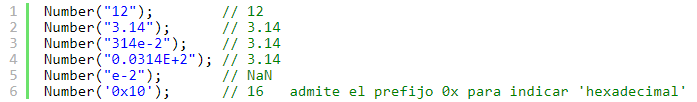 1 Number("12");         // 12
2 Number("3.14");       // 3.14
3 Number("314e-2");     // 3.14
4 Number("0.0314E+2");  // 3.14
5 Number("e-2");        // NaN
6 Number('0x10');       // 16   admite el prefijo 0x para indicar 'hexadecimal'